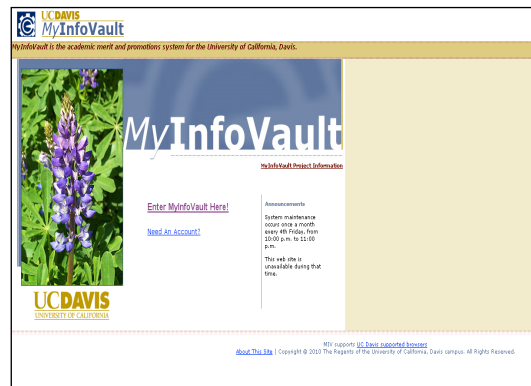 UCDAVIS
MyInfoVault
MyInfoVault is the academic merit and promotions system for the University of California, Davis.
MyInfoVault
MyInfoVault Project Information
Enter MyInfoVault Here!
Need An Account?
Announcements
System maintenance
occurs once a month
every 4th Friday, from
10:00 p.m. to 11:00
p.m.
This web site is
unavailable during that
time.
UCDAVIS
UNIVERSITY OF CALIFORNIA
MIV supports UC Davis supported browsers
About This Site | Copyright © 2010 The Regents of the University of California, Davis campus. All Rights Reserved.